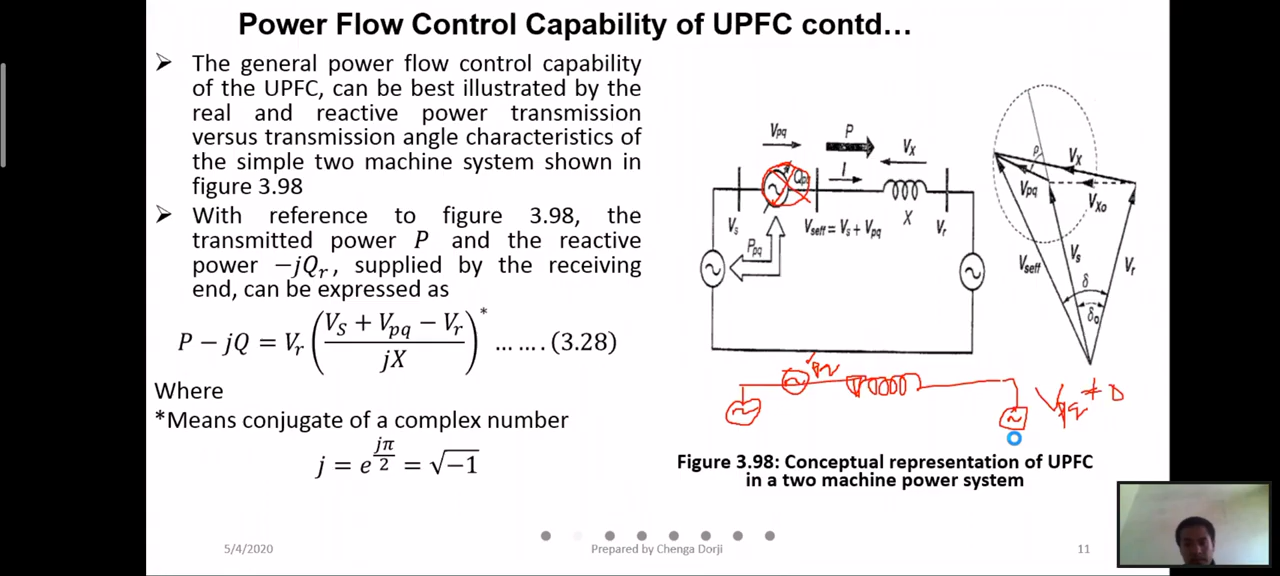 Power Flow Control Capability of UPFC contd…
➢ The general power flow control capability
of the UPFC, can be best illustrated by the
real and reactive power transmission
versus transmission angle characteristics of
the simple two machine system shown in
figure 3.98
➢ With reference to figure 3.98, the
transmitted power P and the reactive
power −jQr, supplied by the receiving
end, can be expressed as
P − jQ = Vr ((VS + Vpq − Vr)/jX)* … … . (3.28)
Where
*Means conjugate of a complex number
j = e^(jπ/2) = √−1
Vpq
P
Vx
I
Vs
Vseff = Vs + Vpq
X
Vr
Ppq
ρ
Vx
Vpq
Vxo
Vs
Vseff
Vr
δ
δo
Vpq ≠ 0
Figure 3.98: Conceptual representation of UPFC
in a two machine power system
5/4/2020
Prepared by Chenga Dorji
11